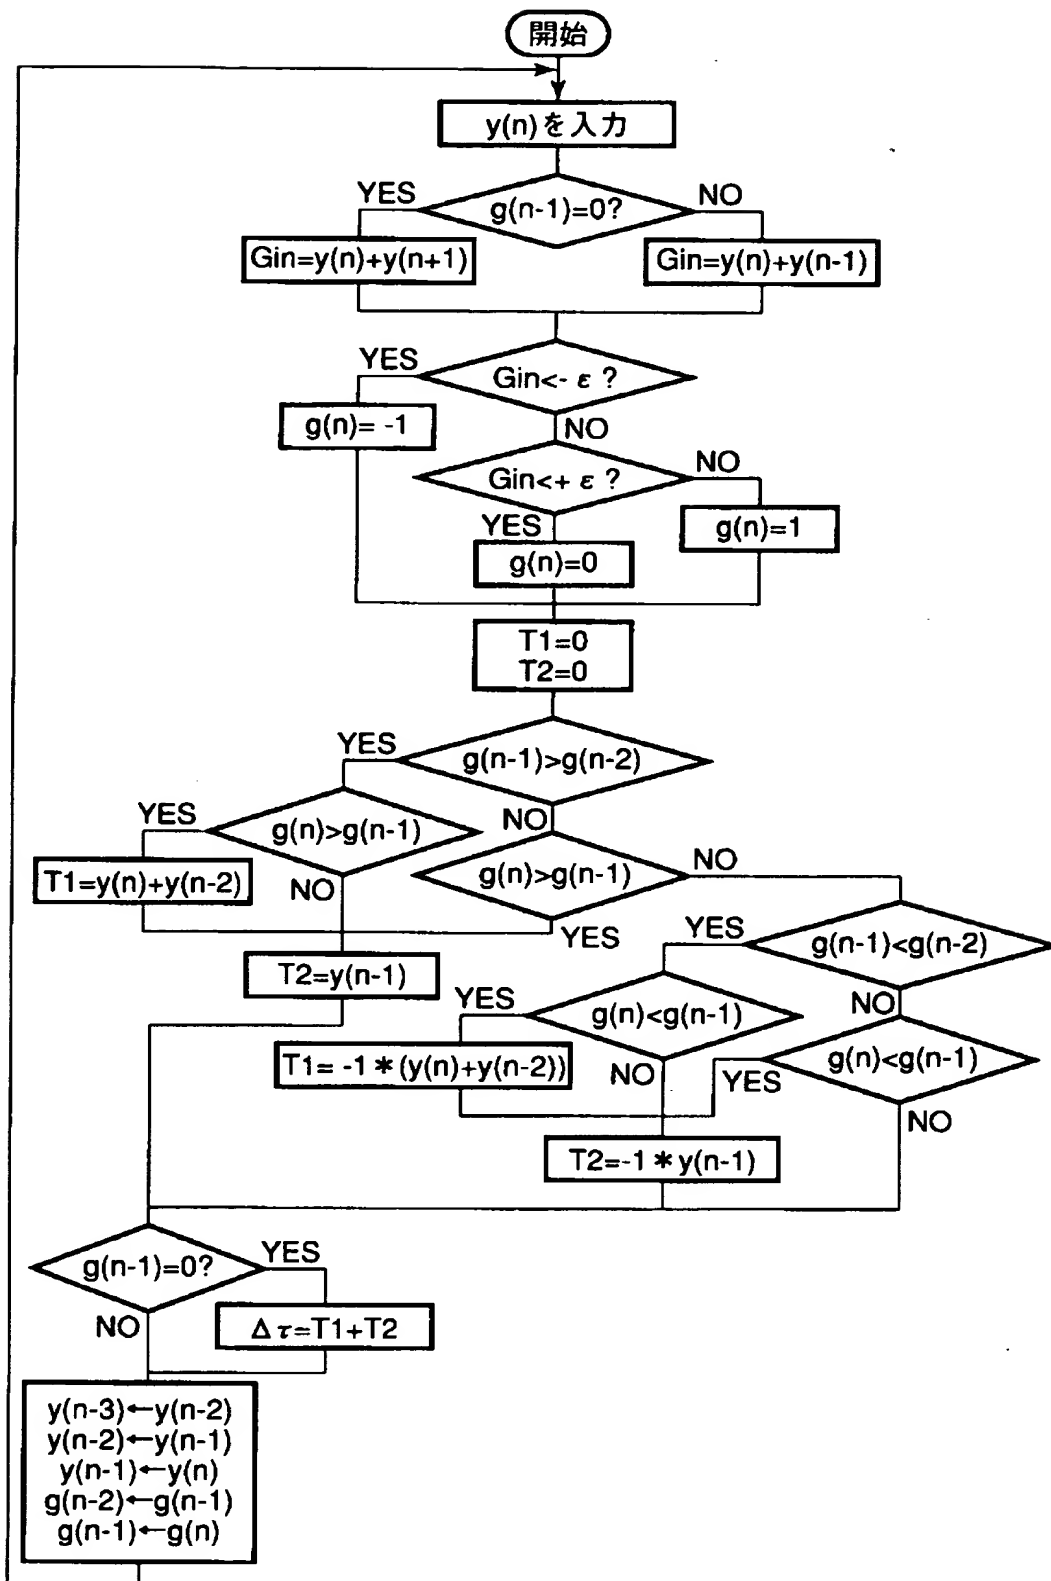 開始
y(n)を入力
YES
g(n-1)=0?
NO
Gin=y(n)+y(n+1)
Gin=y(n)+y(n-1)
YES
Gin<- ε ?
g(n)= -1
NO
Gin<+ ε ?
NO
YES
g(n)=1
g(n)=0
T1=0
T2=0
YES
g(n-1)>g(n-2)
YES
g(n)>g(n-1)
NO
g(n)>g(n-1)
NO
T1=y(n)+y(n-2)
NO
YES
YES
g(n-1)<g(n-2)
T2=y(n-1)
YES
g(n)<g(n-1)
NO
g(n)<g(n-1)
T1= -1*(y(n)+y(n-2))
NO
YES
NO
T2=-1*y(n-1)
g(n-1)=0?
YES
NO
Δτ=T1+T2
y(n-3)←y(n-2)
y(n-2)←y(n-1)
y(n-1)←y(n)
g(n-2)←g(n-1)
g(n-1)←g(n)